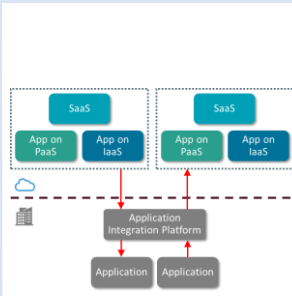 SaaS
App on
PaaS
App on
IaaS
SaaS
App on
PaaS
App on
IaaS
Application
Integration Platform
Application
Application